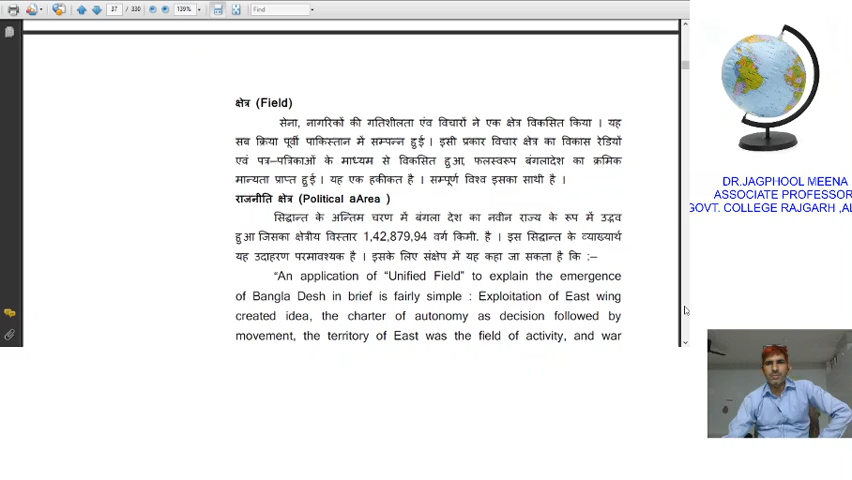 37 / 330
139%
Find
क्षेत्र (Field)
सेना, नागरिकों की गतिशीलता एंव विचारों ने एक क्षेत्र विकसित किया । यह
सब क्रिया पूर्वी पाकिस्तान में सम्पन्न हुई । इसी प्रकार विचार क्षेत्र का विकास रेडियों
एवं पत्र–पत्रिकाओं के माध्यम से विकसित हुआ, फलस्वरूप बंगलादेश का क्रमिक
मान्यता प्राप्त हुई । यह एक हकीकत है । सम्पूर्ण विश्व इसका साथी है ।
राजनीति क्षेत्र (Political aArea )
सिद्धान्त के अन्तिम चरण में बंगला देश का नवीन राज्य के रूप में उद्भव
हुआ जिसका क्षेत्रीय विस्तार 1,42,879,94 वर्ग किमी. है । इस सिद्धान्त के व्याख्यार्थ
यह उदाहरण परमावश्यक है । इसके लिए संक्षेप में यह कहा जा सकता है कि :–
“An application of “Unified Field” to explain the emergence
of Bangla Desh in brief is fairly simple : Exploitation of East wing
created idea, the charter of autonomy as decision followed by
movement, the territory of East was the field of activity, and war
DR.JAGPHOOL MEENA
ASSOCIATE PROFESSOR
GOVT. COLLEGE RAJGARH ,AL